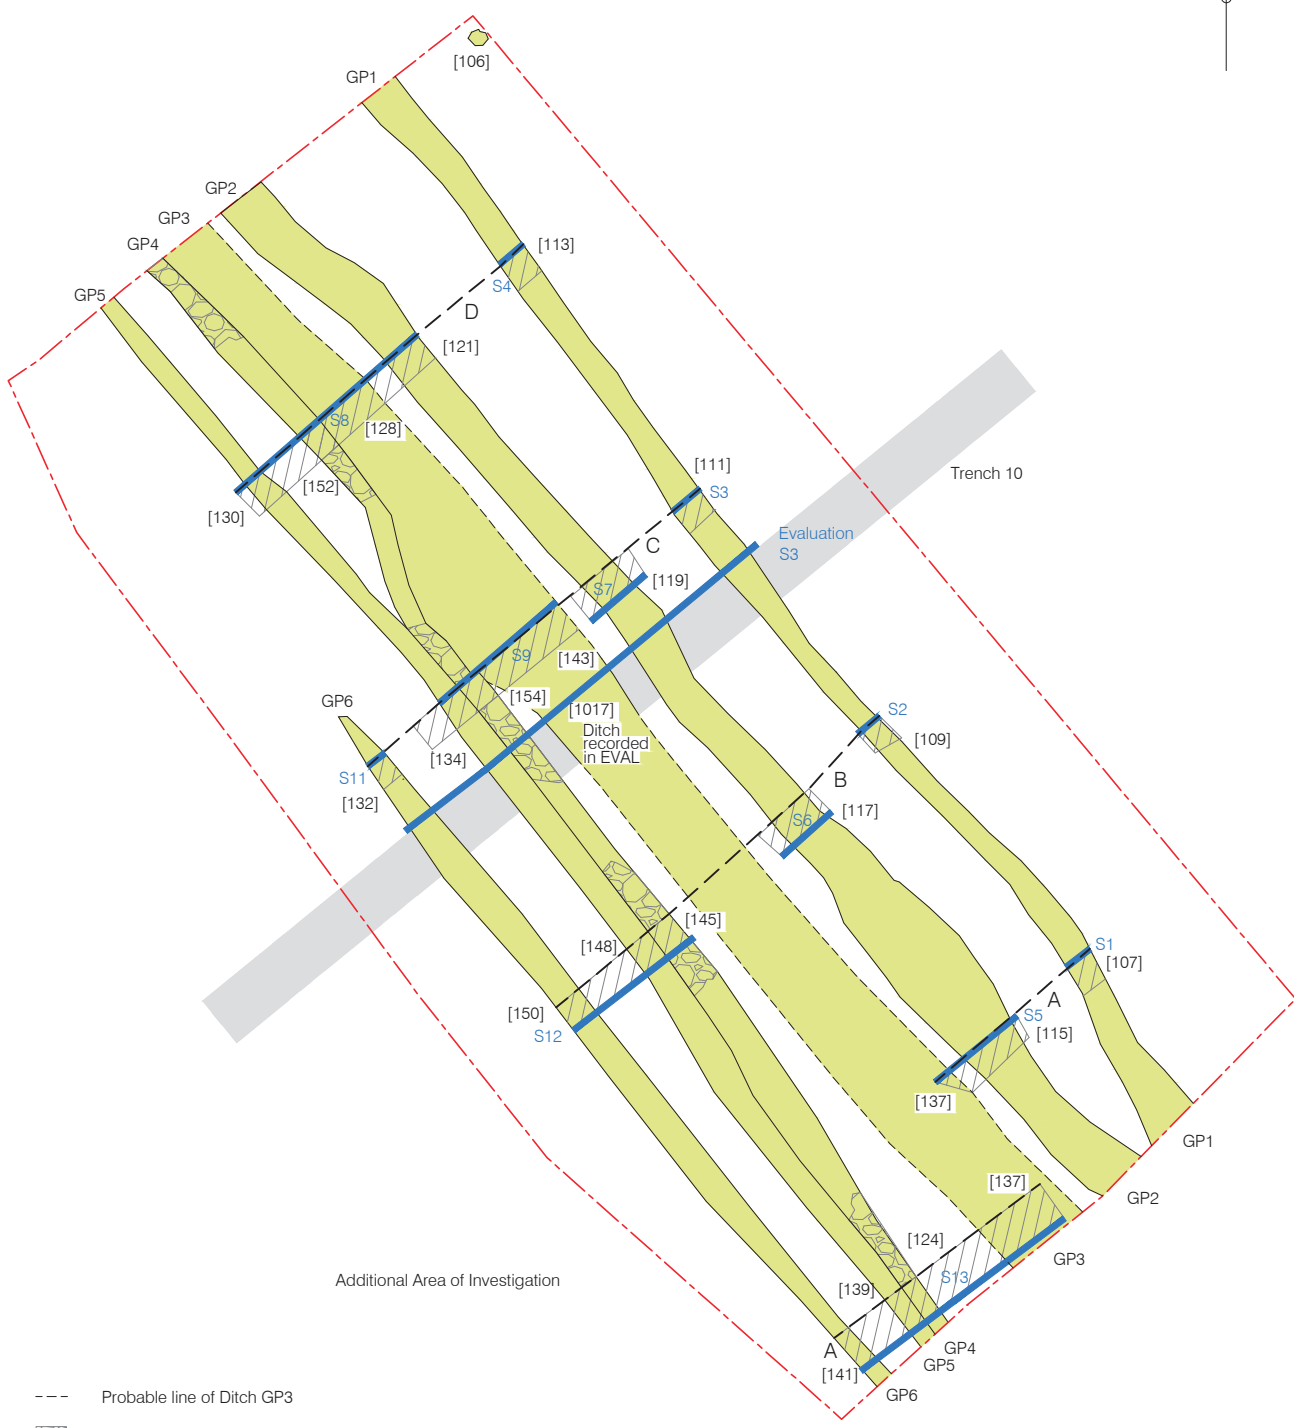 [106]
GP1
GP2
GP3
GP4
GP5
[113]
S4
D
[121]
S8
[128]
[152]
[130]
[111]
S3
Trench 10
Evaluation
S3
C
S7
[119]
S9
[143]
[154]
[134]
[1017]
Ditch
recorded
in EVAL
GP6
S11
[132]
S2
[109]
B
S6
[117]
[145]
[148]
[150]
S12
S1
[107]
A
S5
[115]
[137]
GP1
GP2
[137]
[124]
GP3
S13
[139]
Additional Area of Investigation
A
[141]
GP4
GP5
GP6
Probable line of Ditch GP3